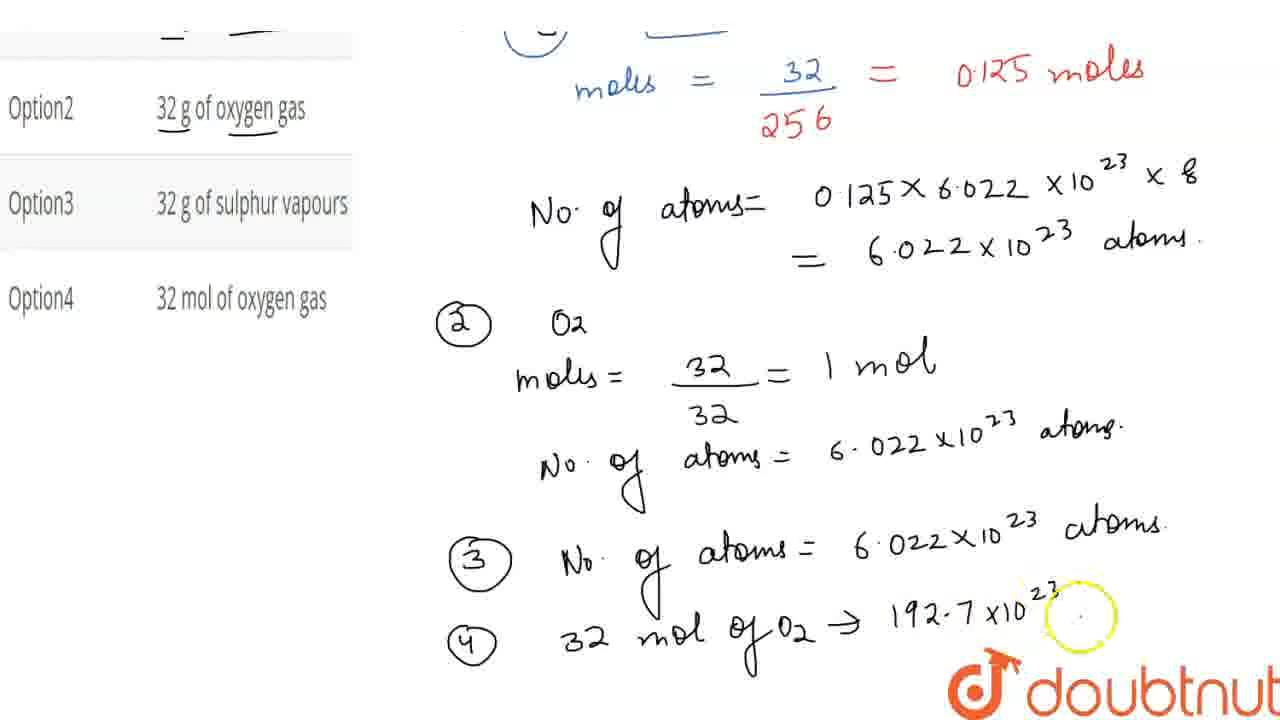 moles = 32 / 256 = 0.125 moles
Option2 32 g of oxygen gas
No. of atoms = 0.125 × 6.022 × 10^23 × 8
Option3 32 g of sulphur vapours
= 6.022 × 10^23 atoms.
Option4 32 mol of oxygen gas
② O2
moles = 32 / 32 = 1 mol
No. of atoms = 6.022 × 10^23 atoms.
③ No. of atoms = 6.022 × 10^23 atoms.
④ 32 mol of O2 → 192.7 × 10^23
doubtnut